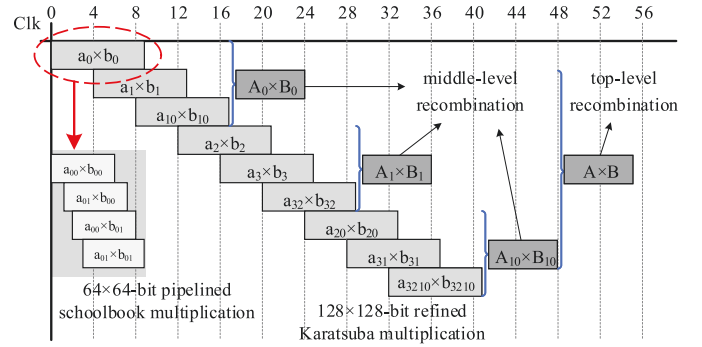 Clk
0 4 8 12 16 20 24 28 32 36 40 44 48 52 56
a₀×b₀
a₁×b₁
A₀×B₀
middle-level
recombination
top-level
recombination
a₁₀×b₁₀
a₂×b₂
a₀₀×b₀₀
a₃×b₃
A₁×B₁
A×B
a₀₁×b₀₀
a₃₂×b₃₂
a₀₀×b₀₁
a₂₀×b₂₀
a₀₁×b₀₁
a₃₁×b₃₁
A₁₀×B₁₀
a₃₂₁₀×b₃₂₁₀
64×64-bit pipelined
schoolbook multiplication
128×128-bit refined
Karatsuba multiplication